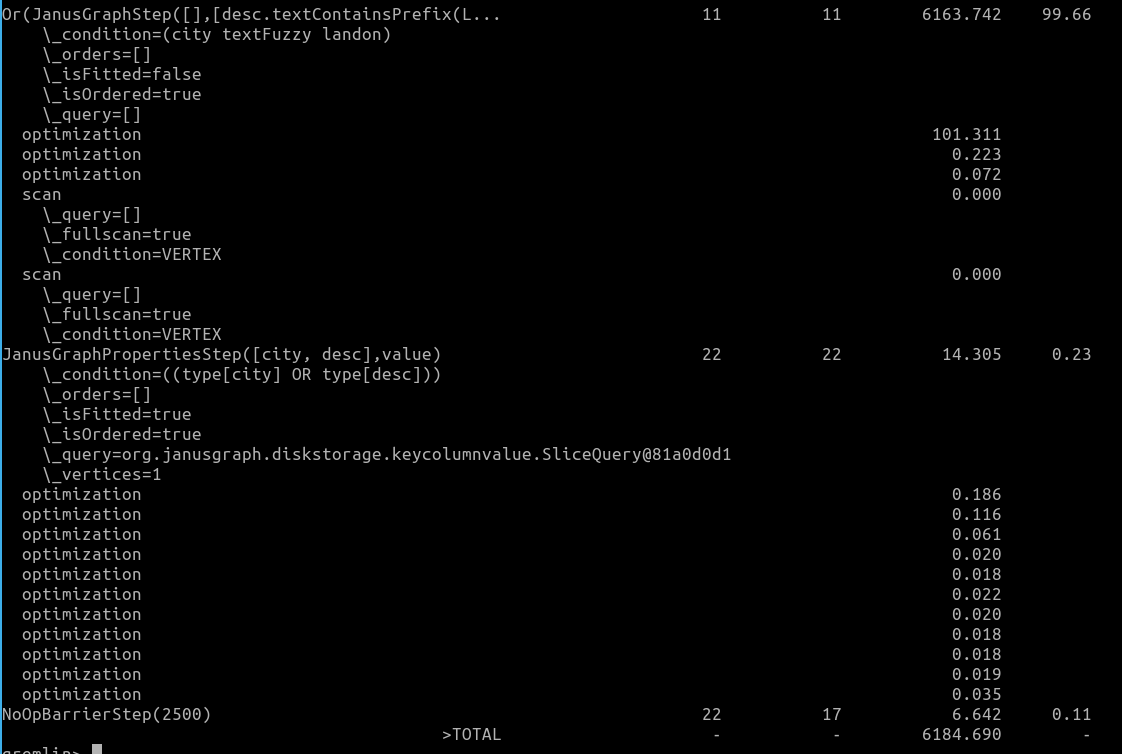 Or(JanusGraphStep([],[desc.textContainsPrefix(L... 11 11 6163.742 99.66
\_condition=(city textFuzzy landon)
\_orders=[]
\_isFitted=false
\_isOrdered=true
\_query=[]
optimization 101.311
optimization 0.223
optimization 0.072
scan 0.000
\_query=[]
\_fullscan=true
\_condition=VERTEX
scan 0.000
\_query=[]
\_fullscan=true
\_condition=VERTEX
JanusGraphPropertiesStep([city, desc],value) 22 22 14.305 0.23
\_condition=((type[city] OR type[desc]))
\_orders=[]
\_isFitted=true
\_isOrdered=true
\_query=org.janusgraph.diskstorage.keycolumnvalue.SliceQuery@81a0d0d1
\_vertices=1
optimization 0.186
optimization 0.116
optimization 0.061
optimization 0.020
optimization 0.018
optimization 0.022
optimization 0.020
optimization 0.018
optimization 0.018
optimization 0.019
optimization 0.035
NoOpBarrierStep(2500) 22 17 6.642 0.11
>TOTAL - - 6184.690 -
gremlin>